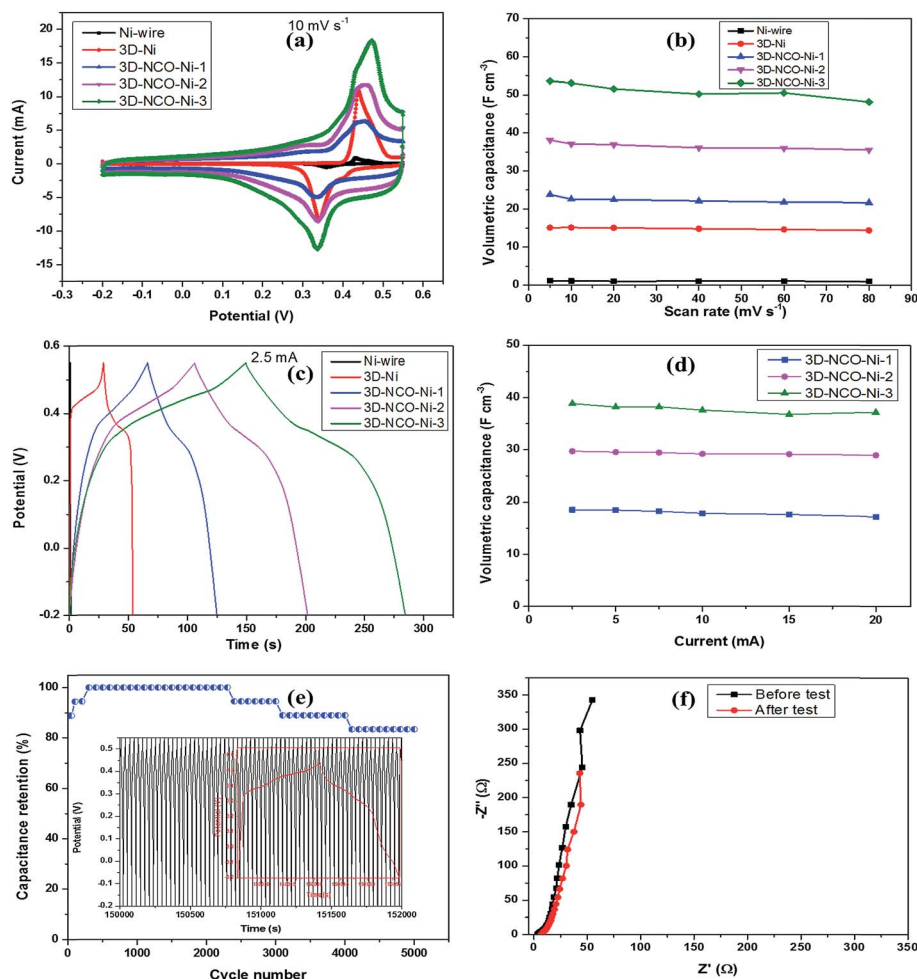 10 mV s⁻¹
(a)
Ni-wire
3D-Ni
3D-NCO-Ni-1
3D-NCO-Ni-2
3D-NCO-Ni-3
Current (mA)
25
20
15
10
5
0
-5
-10
-15
-0.3 -0.2 -0.1 0.0 0.1 0.2 0.3 0.4 0.5 0.6
Potential (V)
(b)
Ni-wire
3D-Ni
3D-NCO-Ni-1
3D-NCO-Ni-2
3D-NCO-Ni-3
Volumetric capacitance (F cm⁻³)
70
60
50
40
30
20
10
0
10 20 30 40 50 60 70 80 90
Scan rate (mV s⁻¹)
2.5 mA
(c)
Ni-wire
3D-Ni
3D-NCO-Ni-1
3D-NCO-Ni-2
3D-NCO-Ni-3
Potential (V)
0.6
0.4
0.2
0.0
-0.2
0 50 100 150 200 250 300
Time (s)
(d)
3D-NCO-Ni-1
3D-NCO-Ni-2
3D-NCO-Ni-3
Volumetric capacitance (F cm⁻³)
50
40
30
20
10
0
0 5 10 15 20
Current (mA)
(e)
Capacitance retention (%)
100
80
60
40
20
0
0 1000 2000 3000 4000 5000
Cycle number
Potential (V)
0.5
0.4
0.3
0.2
0.1
0.0
-0.1
-0.2
150000 150500 151000 151500 152000
Time (s)
Potential (V)
Time (s)
(f)
Before test
After test
-Z'' (Ω)
350
300
250
200
150
100
50
0
0 50 100 150 200 250 300 350
Z' (Ω)